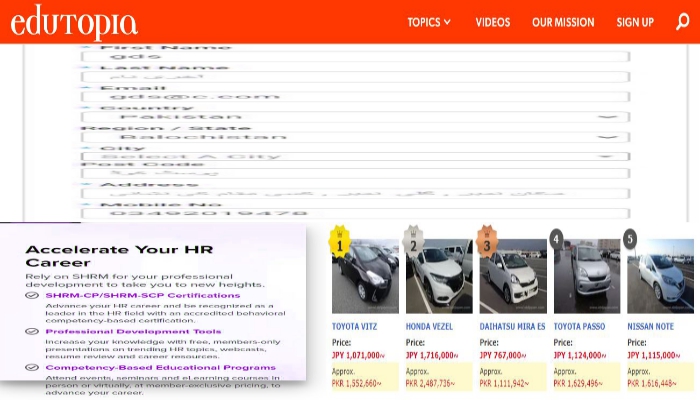 edutopia
TOPICS VIDEOS OUR MISSION SIGN UP
First Name
gds
Last Name
آخری نام
Email
gds@c.com
Country
Pakistan
Region / State
Balochistan
City
Select A City
Post Code
پوسٹ کوڈ
Address
Mobile No
03492019478
Accelerate Your HR
Career
Rely on SHRM for your professional
development to take you to new heights.
SHRM-CP/SHRM-SCP Certifications
Advance your HR career and be recognized as a
leader in the HR field with an accredited behavioral
competency-based certification.
Professional Development Tools
Increase your knowledge with free, members-only
presentations on trending HR topics, webcasts,
resume review and career resources.
Competency-Based Educational Programs
Attend events, seminars and eLearning courses in
person or virtually, at member-exclusive pricing, to
advance your career.
1 2 3 4 5
TOYOTA VITZ HONDA VEZEL DAIHATSU MIRA ES TOYOTA PASSO NISSAN NOTE
Price: Price: Price: Price: Price:
JPY 1,071,000~ JPY 1,716,000~ JPY 767,000~ JPY 1,124,000~ JPY 1,115,000~
Approx. Approx. Approx. Approx. Approx.
PKR 1,552,660~ PKR 2,487,736~ PKR 1,111,942~ PKR 1,629,496~ PKR 1,616,448~